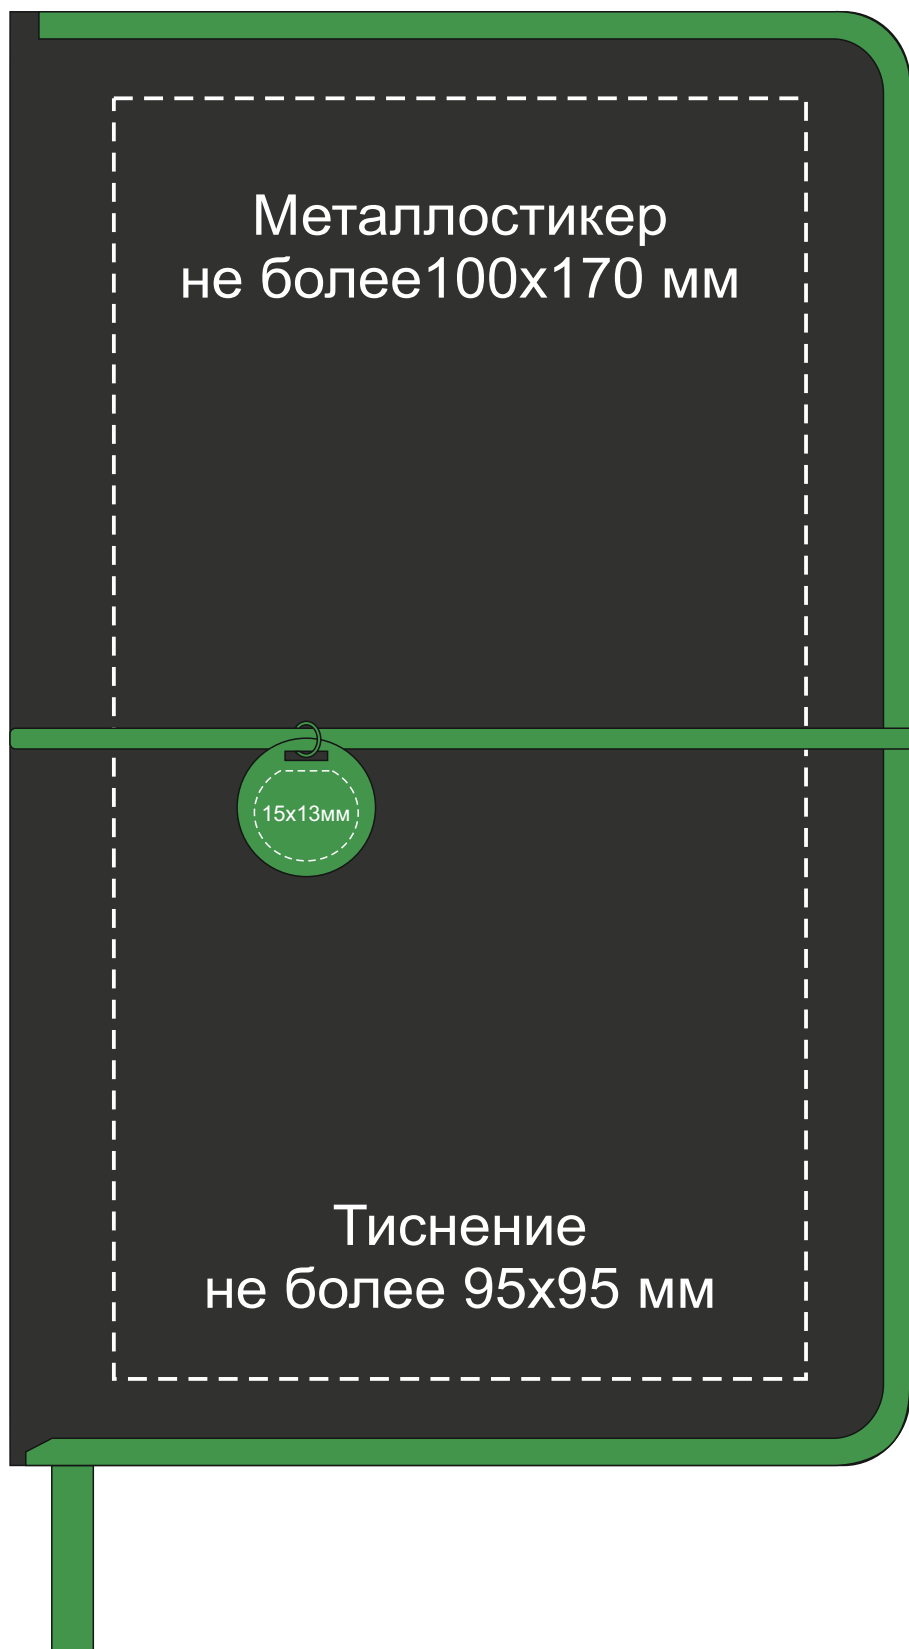 Металлостикер
не более100х170 мм
15х13мм
Тиснение
не более 95х95 мм